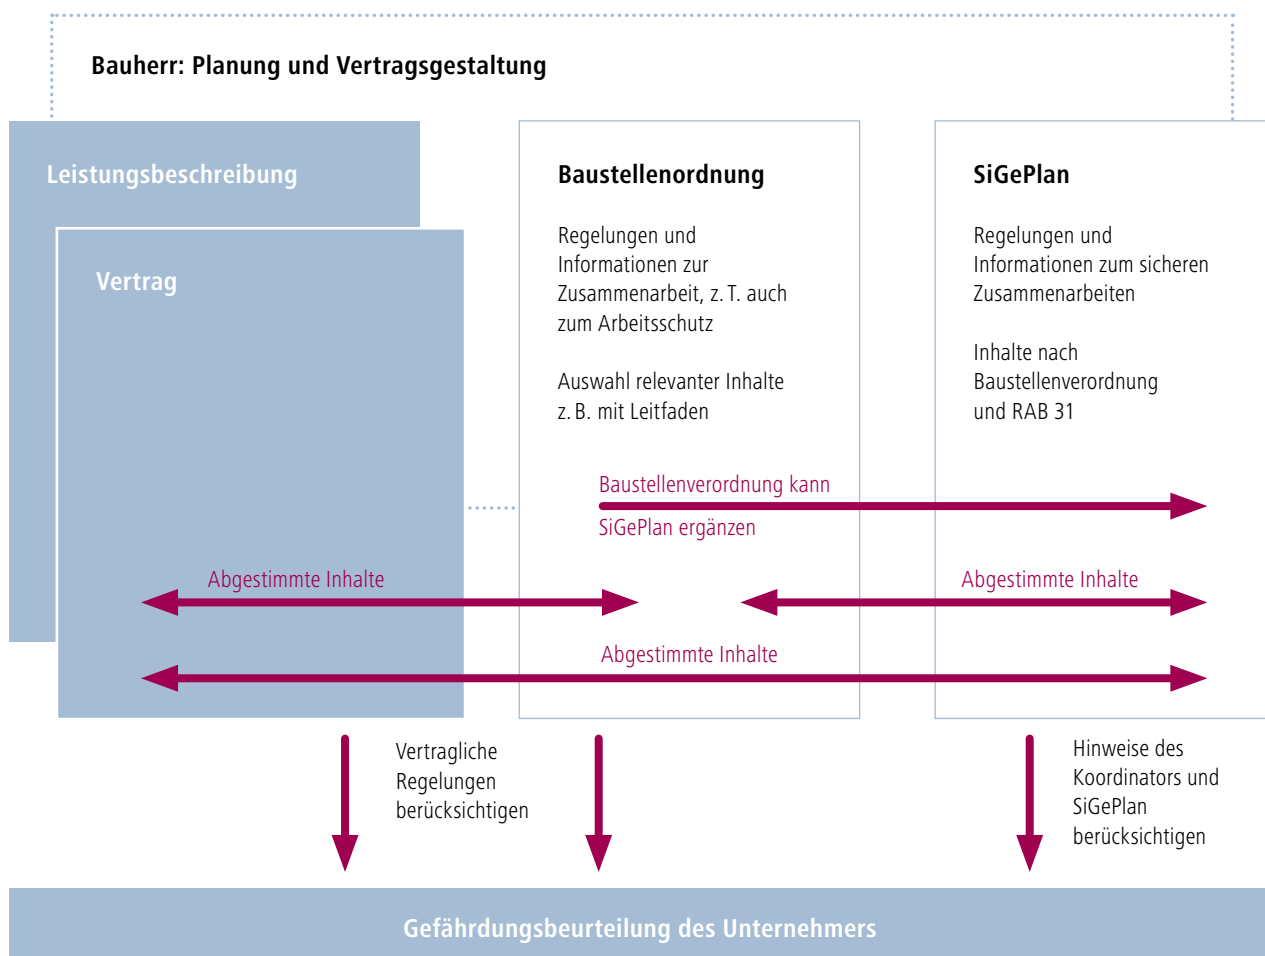 Bauherr: Planung und Vertragsgestaltung
Leistungsbeschreibung
Vertrag
Baustellenordnung
Regelungen und
Informationen zur
Zusammenarbeit, z. T. auch
zum Arbeitsschutz
Auswahl relevanter Inhalte
z. B. mit Leitfaden
SiGePlan
Regelungen und
Informationen zum sicheren
Zusammenarbeiten
Inhalte nach
Baustellenverordnung
und RAB 31
Baustellenverordnung kann
SiGePlan ergänzen
Abgestimmte Inhalte
Abgestimmte Inhalte
Abgestimmte Inhalte
Vertragliche
Regelungen
berücksichtigen
Hinweise des
Koordinators und
SiGePlan
berücksichtigen
Gefährdungsbeurteilung des Unternehmers